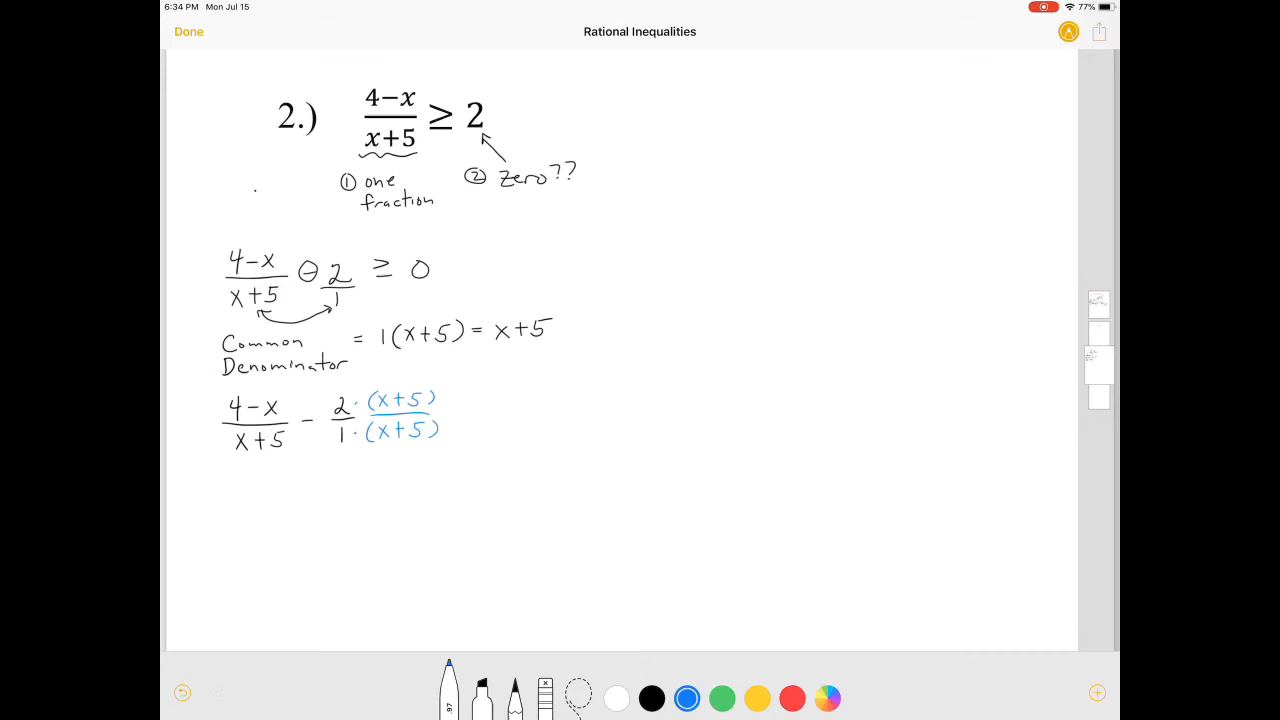 6:34 PM Mon Jul 15 77%
Done Rational Inequalities
2.) (4−x)/(x+5) ≥ 2
① one fraction
② zero??
(4−x)/(x+5) ⊖ 2/1 ≥ 0
Common Denominator = 1(x+5) = x+5
(4−x)/(x+5) − 2·(x+5)/1·(x+5)
97